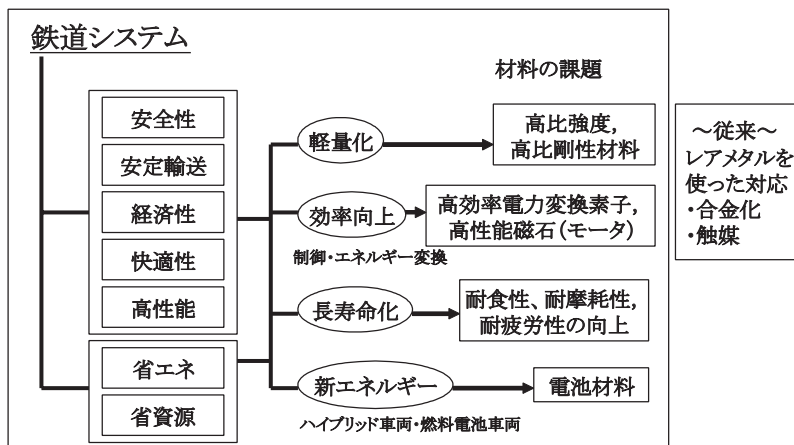 鉄道システム
材料の課題
安全性
安定輸送
経済性
快適性
高性能
省エネ
省資源
軽量化
高比強度，
高比剛性材料
効率向上
制御・エネルギー変換
高効率電力変換素子，
高性能磁石（モータ）
長寿命化
耐食性、耐摩耗性，
耐疲労性の向上
新エネルギー
ハイブリッド車両・燃料電池車両
電池材料
～従来～
レアメタルを
使った対応
・合金化
・触媒